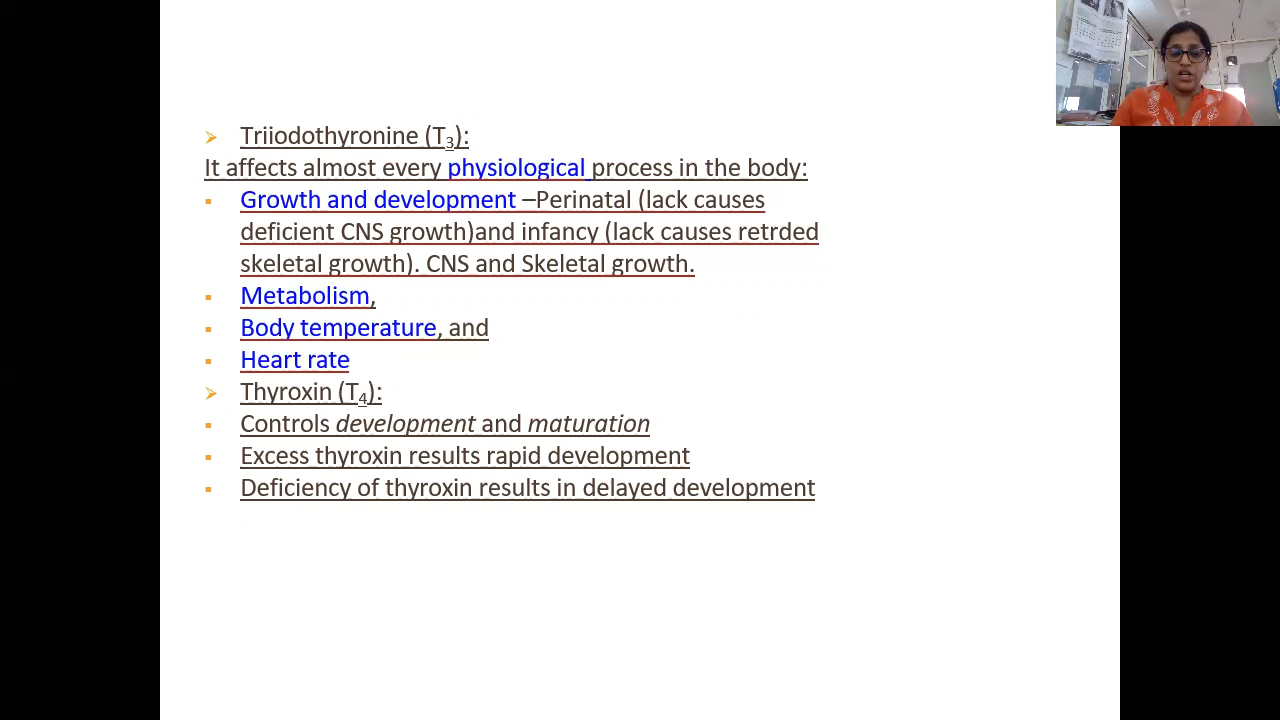 Triiodothyronine (T3):
It affects almost every physiological process in the body:
Growth and development –Perinatal (lack causes
deficient CNS growth)and infancy (lack causes retrded
skeletal growth). CNS and Skeletal growth.
Metabolism,
Body temperature, and
Heart rate
Thyroxin (T4):
Controls development and maturation
Excess thyroxin results rapid development
Deficiency of thyroxin results in delayed development